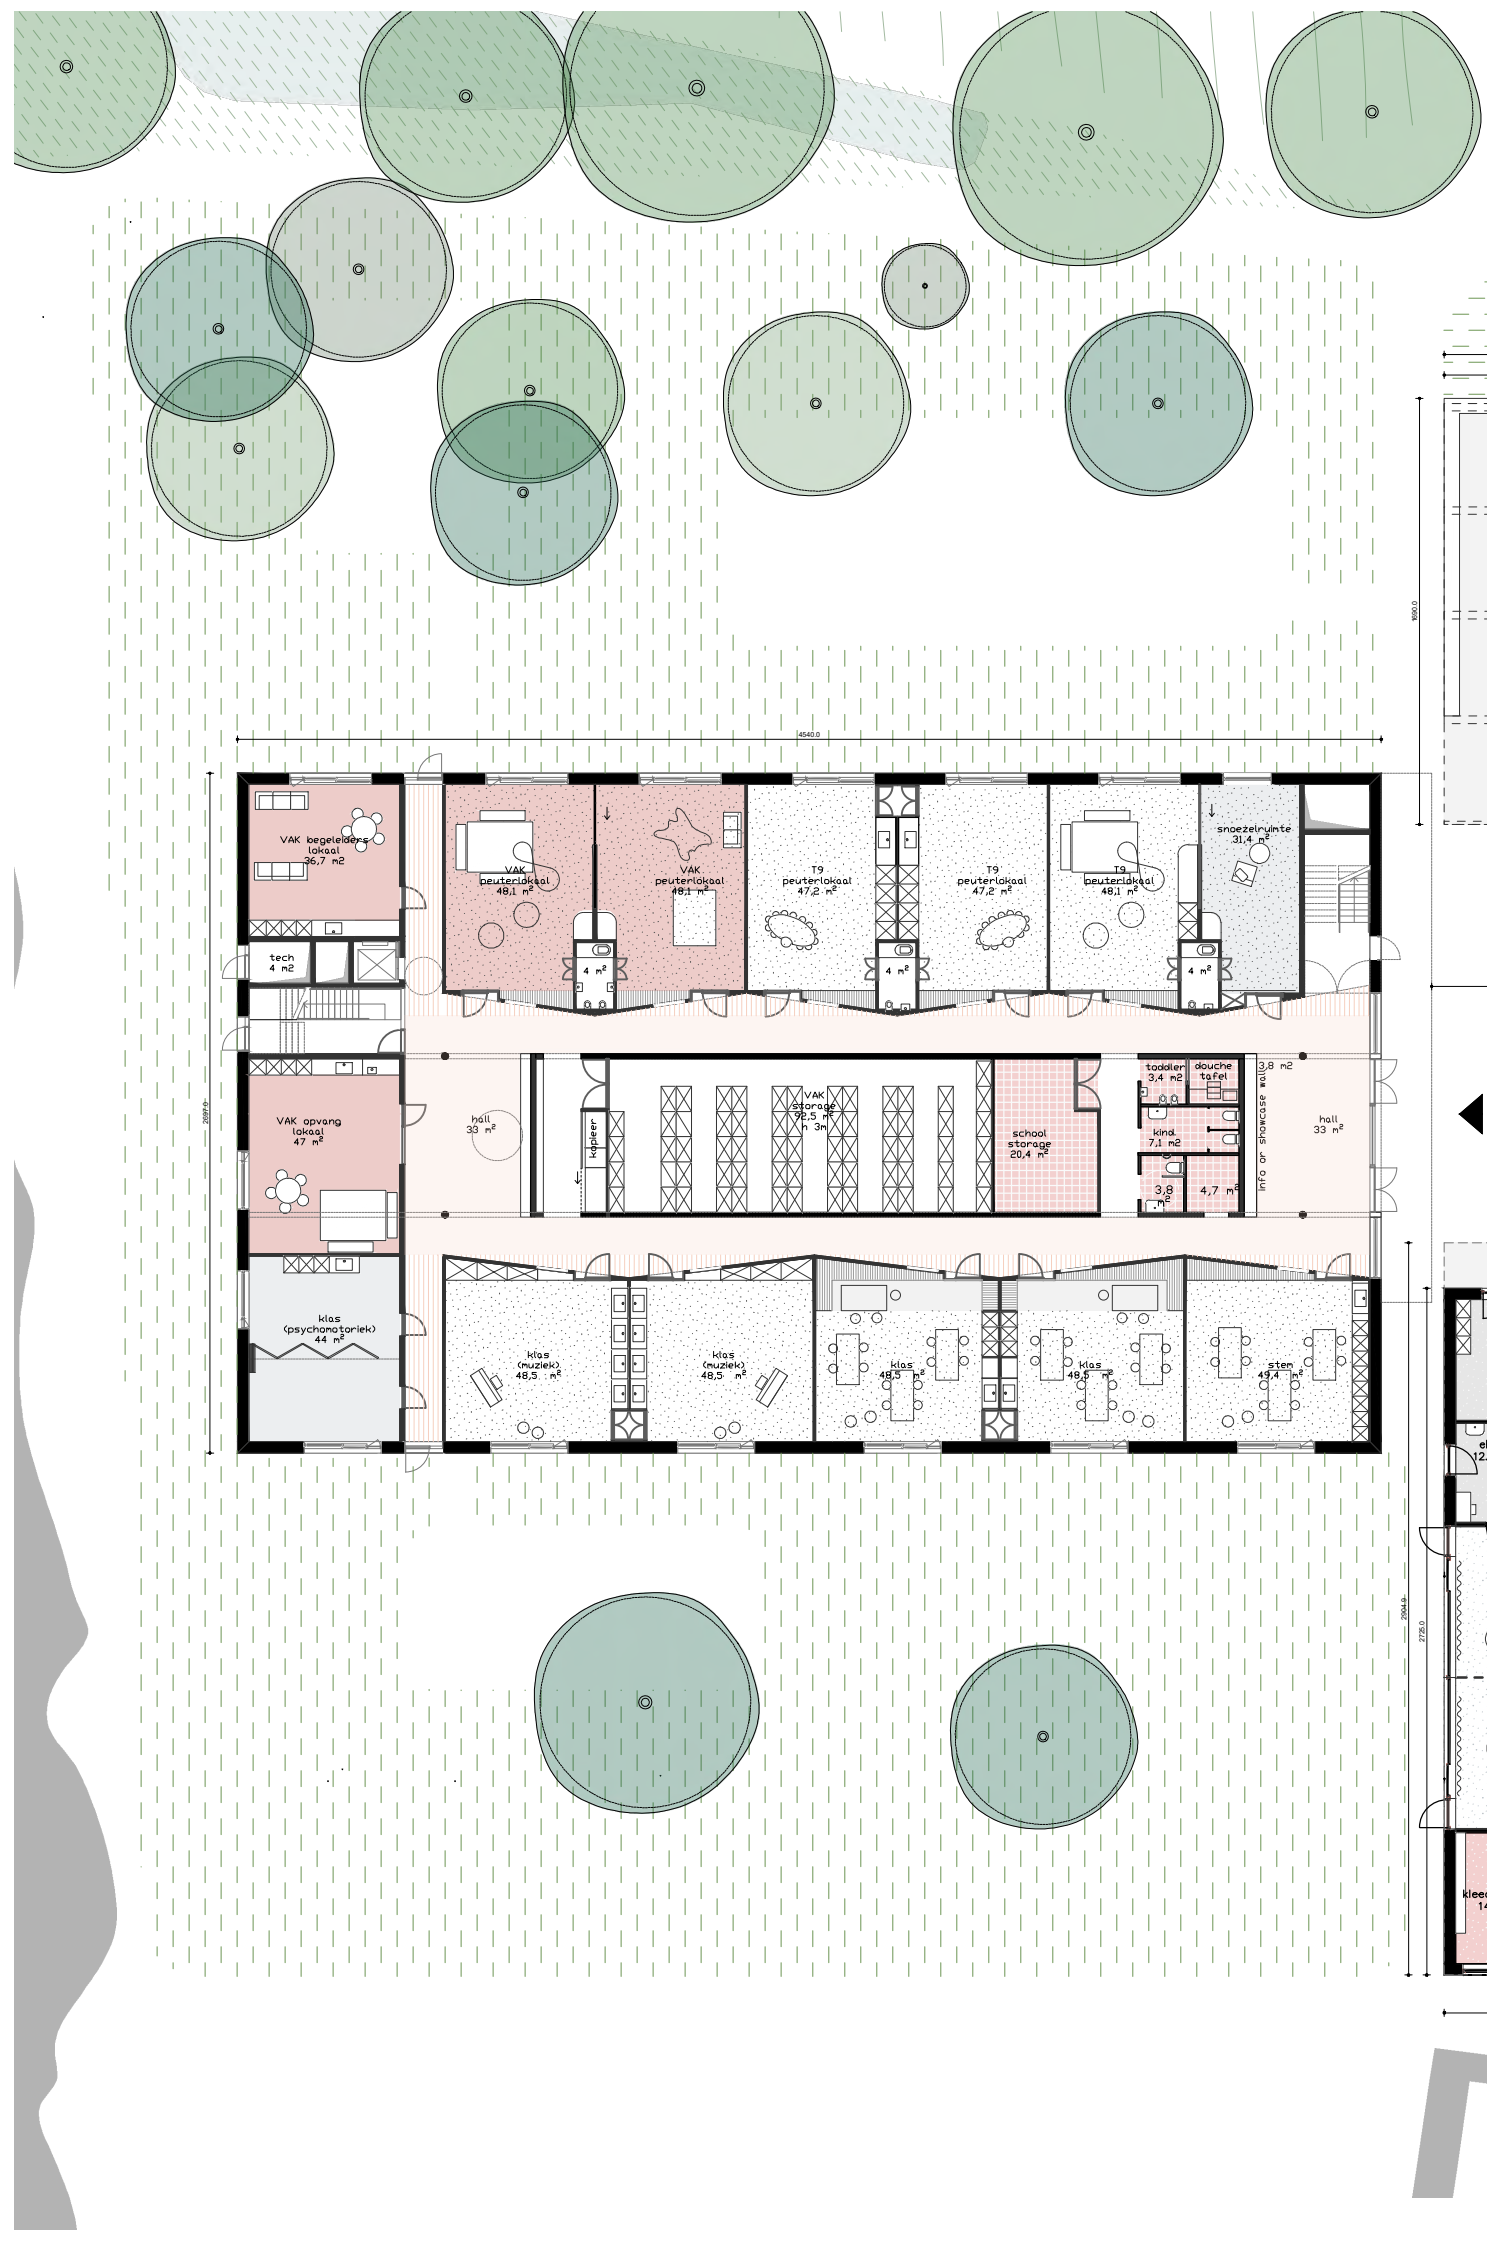 1690.0
4540.0
VAK begeleiders
lokaal
36,7 m2
VAK
peuterlokaal
48,1 m²
VAK
peuterlokaal
48,1 m²
T9
peuterlokaal
47,2 m²
T9
peuterlokaal
47,2 m²
T9
peuterlokaal
48,1 m²
snoezelruimte
31,4 m²
tech
4 m2
4 m²
4 m²
4 m²
2697.0
VAK opvang
lokaal
47 m²
hall
33 m²
kopieer
VAK
storage
92,5 m²
h 3m
school
storage
20,4 m²
toddler
3,4 m2
douche
tafel
3,8 m2
kind.
7,1 m2
3,8
m²
4,7 m²
info or showcase wall
hall
33 m²
klas
(psychomotoriek)
44 m²
klas
(muziek)
48,5 m²
klas
(muziek)
48,5 m²
klas
48,5 m²
klas
48,5 m²
stem
49,4 m²
el
12.
2904.9
2725.0
kleed
14